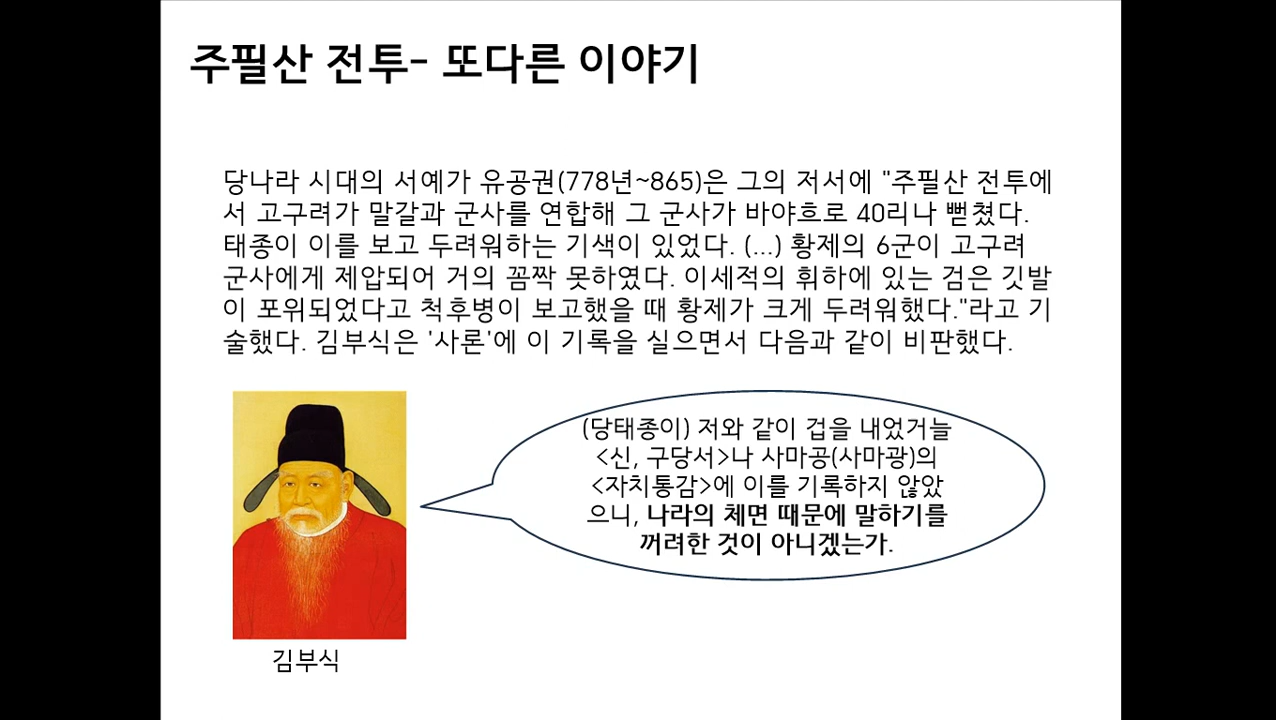 주필산 전투- 또다른 이야기
당나라 시대의 서예가 유공권(778년~865)은 그의 저서에 "주필산 전투에
서 고구려가 말갈과 군사를 연합해 그 군사가 바야흐로 40리나 뻗쳤다.
태종이 이를 보고 두려워하는 기색이 있었다. (...) 황제의 6군이 고구려
군사에게 제압되어 거의 꼼짝 못하였다. 이세적의 휘하에 있는 검은 깃발
이 포위되었다고 척후병이 보고했을 때 황제가 크게 두려워했다."라고 기
술했다. 김부식은 '사론'에 이 기록을 실으면서 다음과 같이 비판했다.
(당태종이) 저와 같이 겁을 내었거늘
<신, 구당서>나 사마공(사마광)의
<자치통감>에 이를 기록하지 않았
으니, 나라의 체면 때문에 말하기를
꺼려한 것이 아니겠는가.
김부식